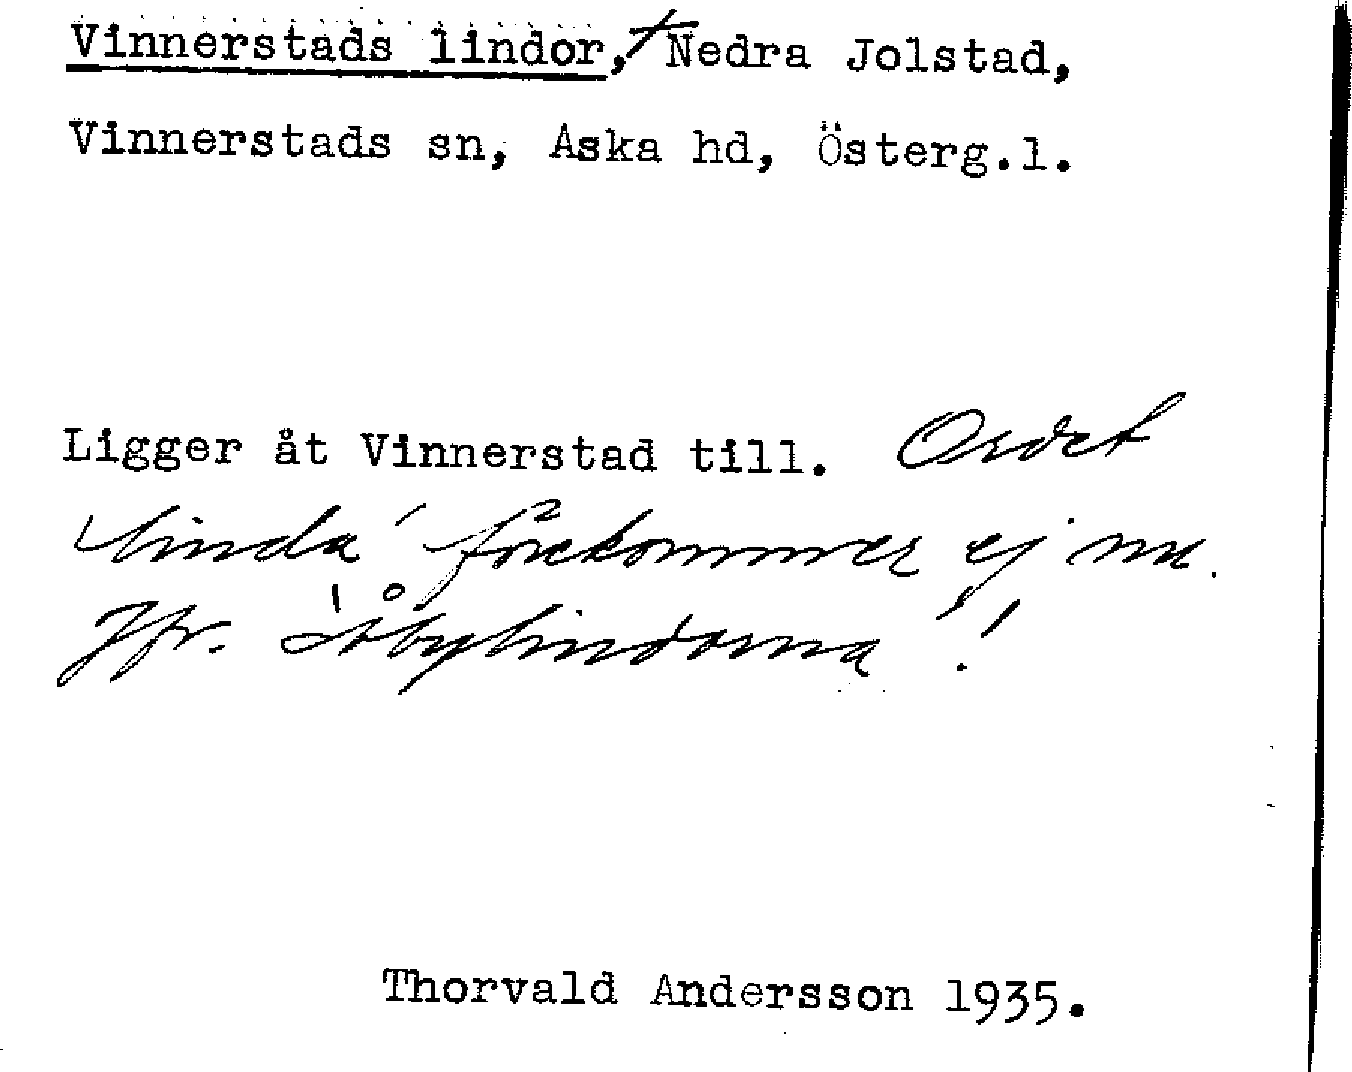 Vinnerstads lindor,† Nedra Jolstad,
Vinnerstads sn, Aska hd, Österg.l.
Ligger åt Vinnerstad till. Ordet
'linda' förekommer ej nu.
Jfr. 'Åbylindorna'!
Thorvald Andersson 1935.